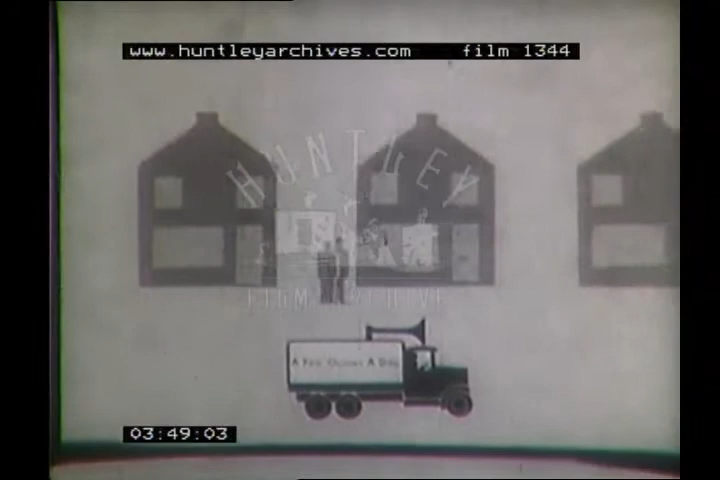 www.huntleyarchives.com film 1344
HUNTLEY
FILM ARCHIVE
A Few Ounces A Day
03:49:03